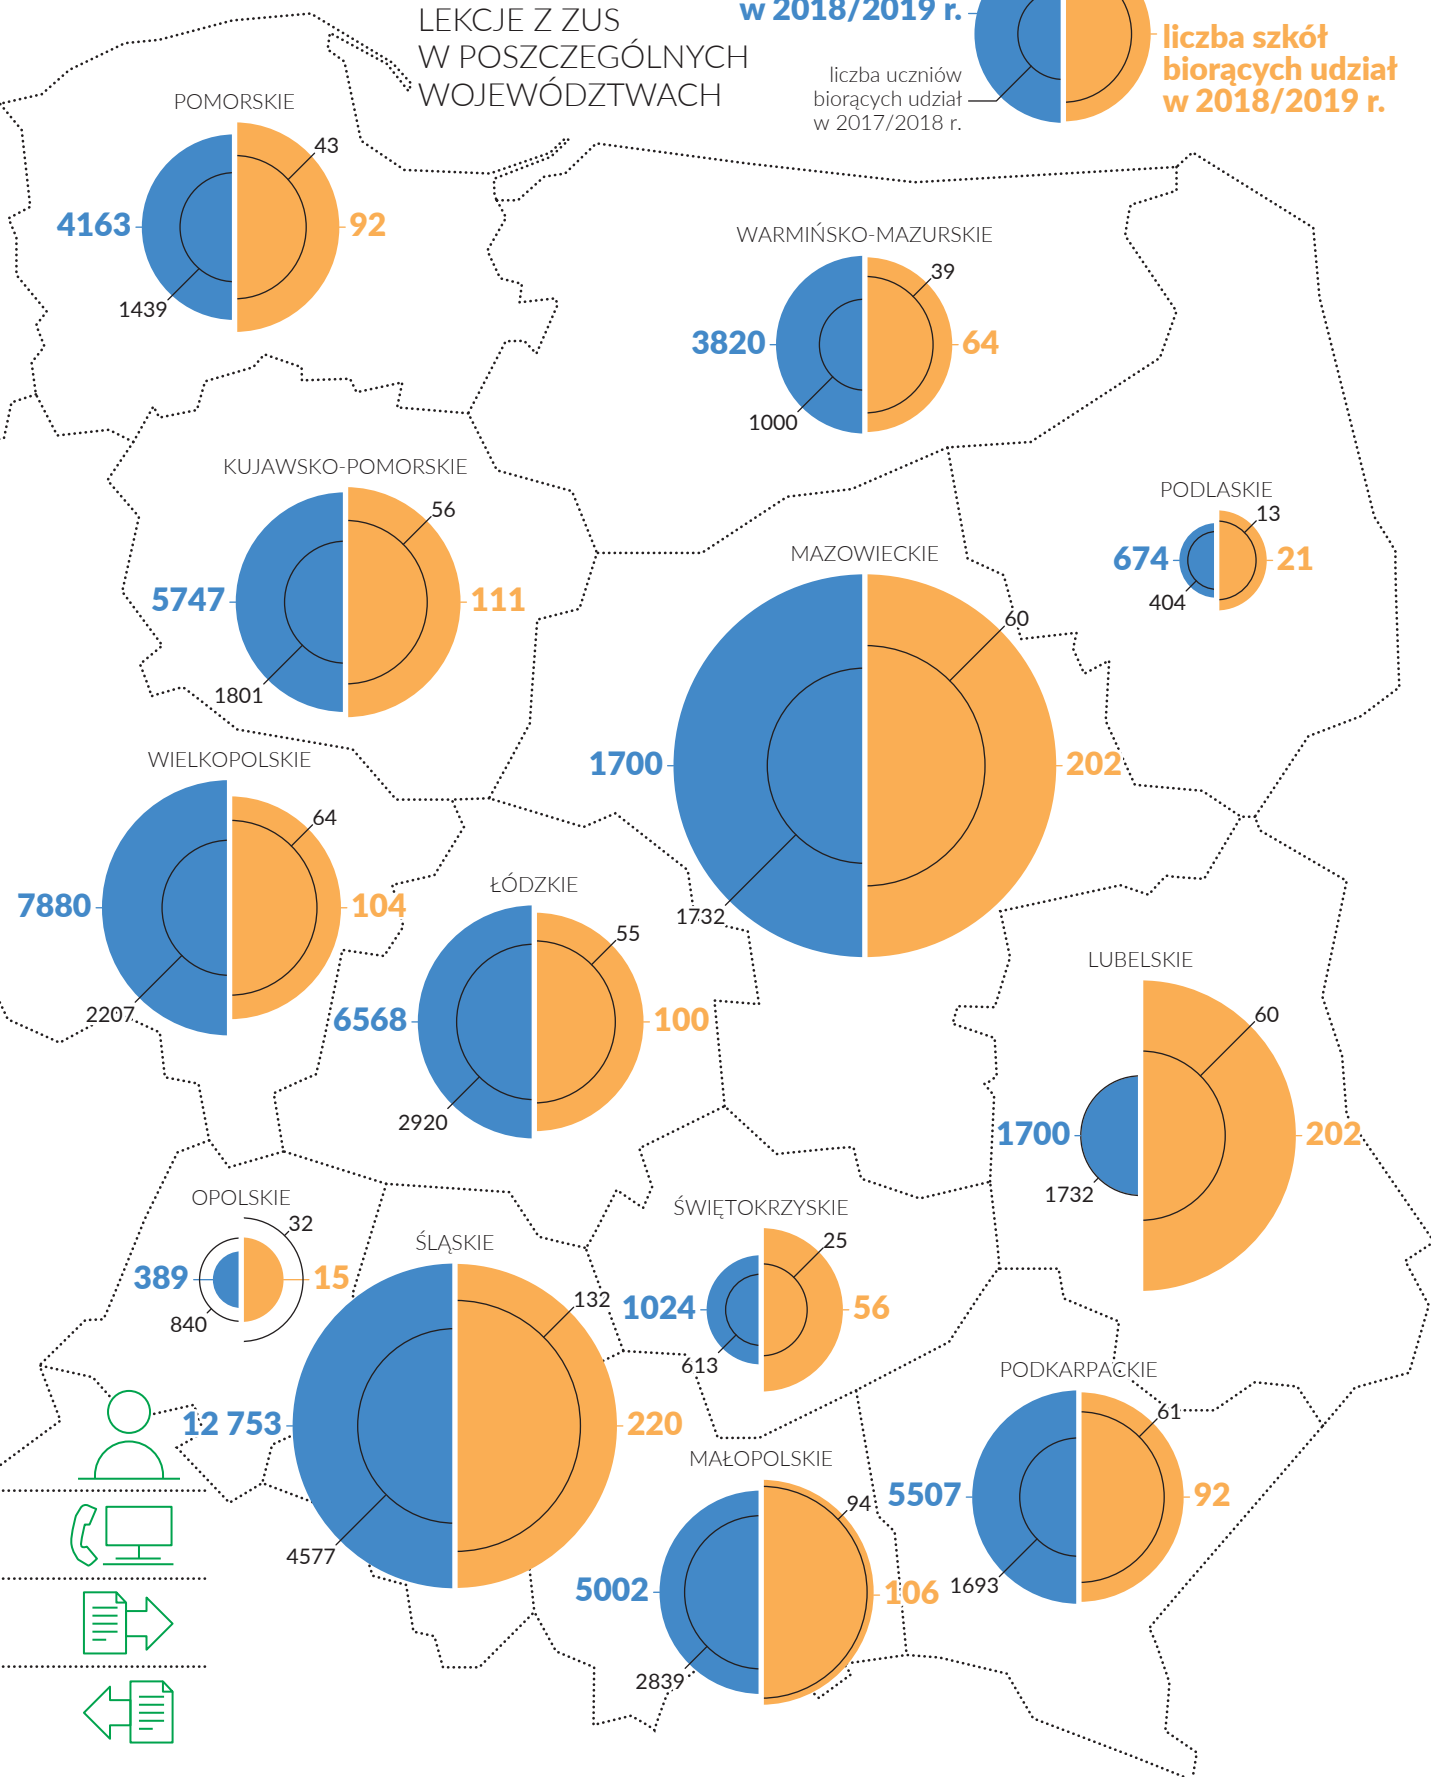 LEKCJE Z ZUS
W POSZCZEGÓLNYCH
WOJEWÓDZTWACH
w 2018/2019 r.
liczba uczniów
biorących udział
w 2017/2018 r.
liczba szkół
biorących udział
w 2018/2019 r.
POMORSKIE
43
4163
92
1439
WARMIŃSKO-MAZURSKIE
39
3820
64
1000
KUJAWSKO-POMORSKIE
56
5747
111
1801
PODLASKIE
13
674
21
404
MAZOWIECKIE
60
1700
202
1732
WIELKOPOLSKIE
64
7880
104
2207
ŁÓDZKIE
55
6568
100
2920
LUBELSKIE
60
1700
202
1732
OPOLSKIE
32
389
15
840
ŚLĄSKIE
132
12 753
220
4577
ŚWIĘTOKRZYSKIE
25
1024
56
613
PODKARPACKIE
61
5507
92
1693
MAŁOPOLSKIE
94
5002
106
2839